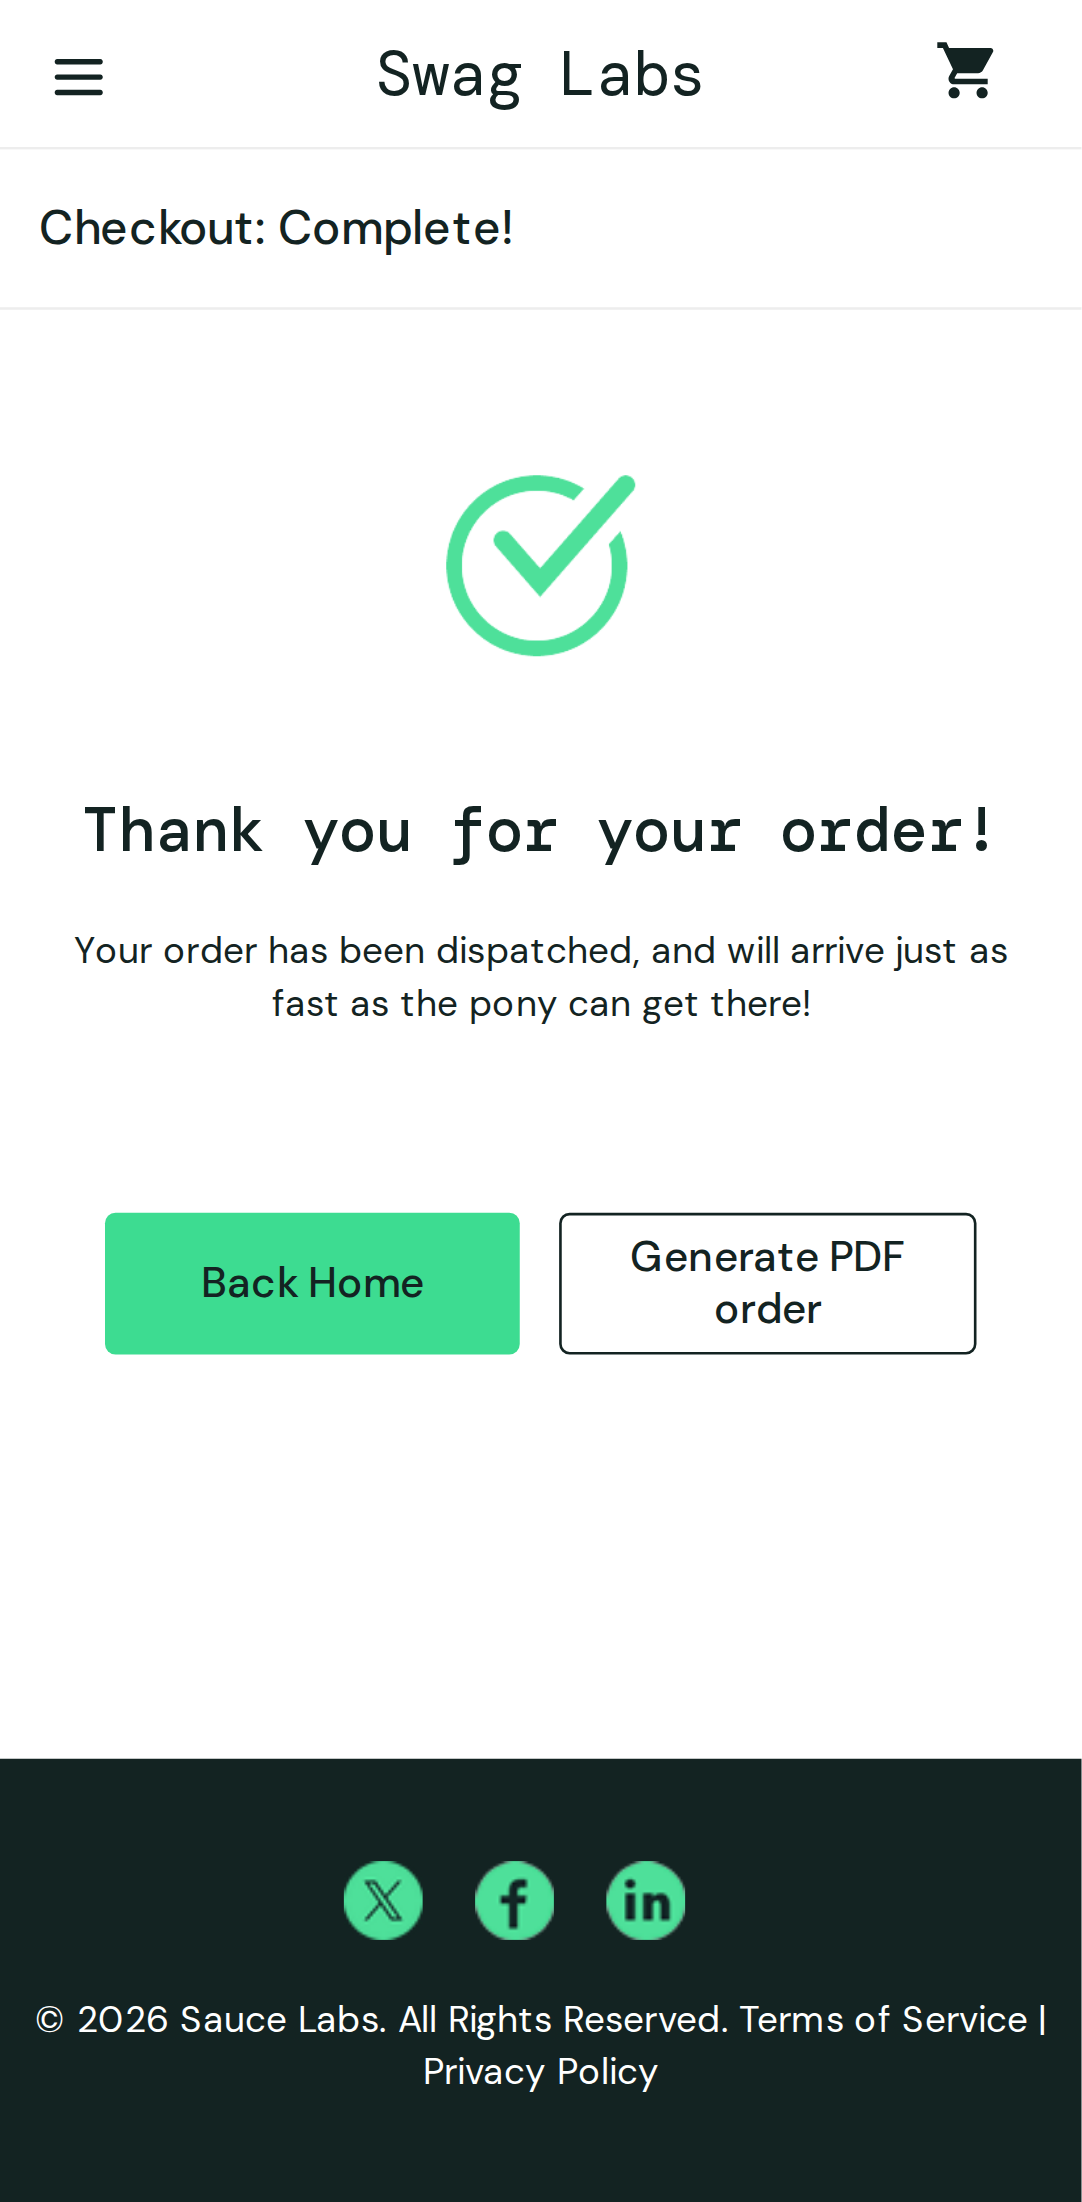 Swag Labs
Checkout: Complete!
Thank you for your order!
Your order has been dispatched, and will arrive just as
fast as the pony can get there!
Back Home
Generate PDF
order
X f in
© 2026 Sauce Labs. All Rights Reserved. Terms of Service |
Privacy Policy